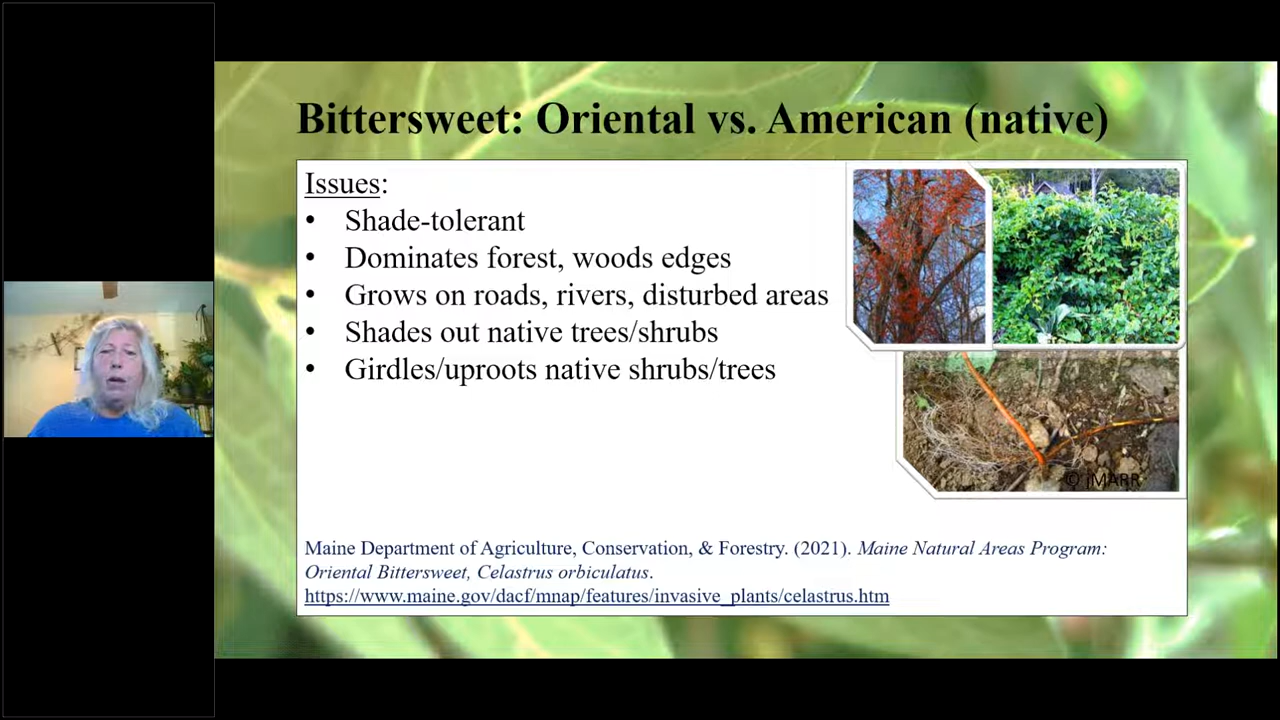 Bittersweet: Oriental vs. American (native)
Issues:
• Shade-tolerant
• Dominates forest, woods edges
• Grows on roads, rivers, disturbed areas
• Shades out native trees/shrubs
• Girdles/uproots native shrubs/trees
© jMARR
Maine Department of Agriculture, Conservation, & Forestry. (2021). Maine Natural Areas Program:
Oriental Bittersweet, Celastrus orbiculatus.
https://www.maine.gov/dacf/mnap/features/invasive_plants/celastrus.htm